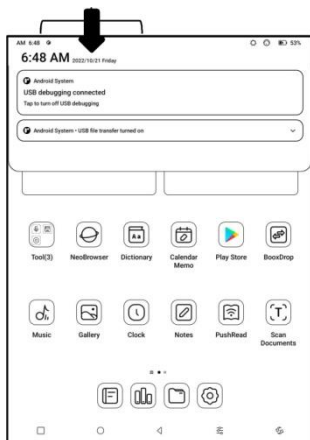 AM 6:48
53%
6:48 AM 2022/10/21 Friday
Android System
USB debugging connected
Tap to turn off USB debugging
Android System • USB file transfer turned on
Tool(3) NeoBrowser Dictionary Calendar Memo Play Store BooxDrop
Music Gallery Clock Notes PushRead Scan Documents